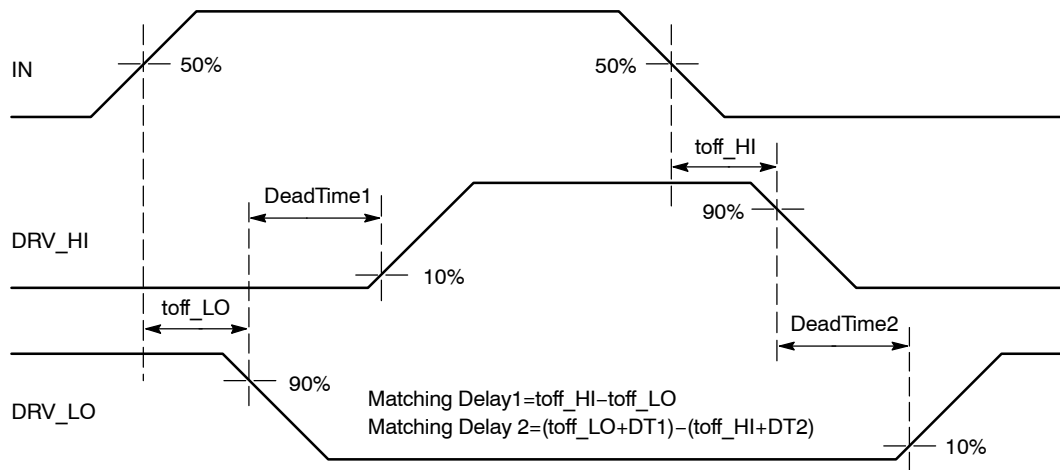 IN
50%
50%
toff_HI
DeadTime1
90%
DRV_HI
10%
toff_LO
DeadTime2
90%
DRV_LO
Matching Delay1=toff_HI−toff_LO
Matching Delay 2=(toff_LO+DT1)−(toff_HI+DT2)
10%